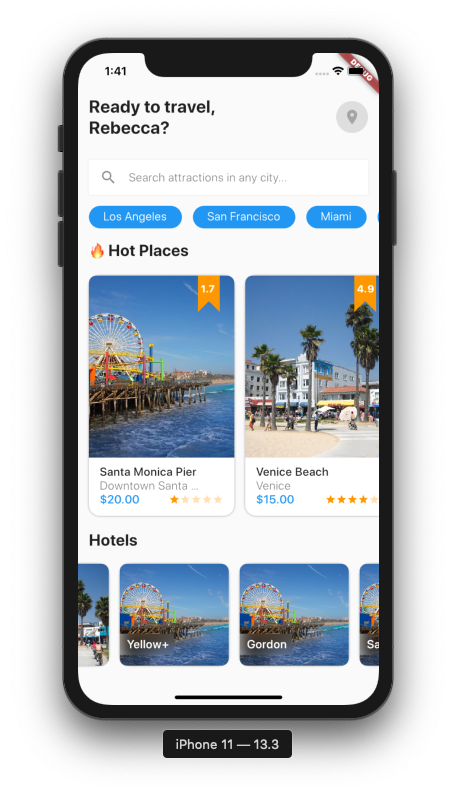 1:41
DEBUG
Ready to travel,
Rebecca?
Search attractions in any city...
Los Angeles
San Francisco
Miami
🔥 Hot Places
1.7
4.9
Santa Monica Pier
Downtown Santa ...
$20.00
Venice Beach
Venice
$15.00
Hotels
Yellow+
Gordon
Sa
iPhone 11 — 13.3